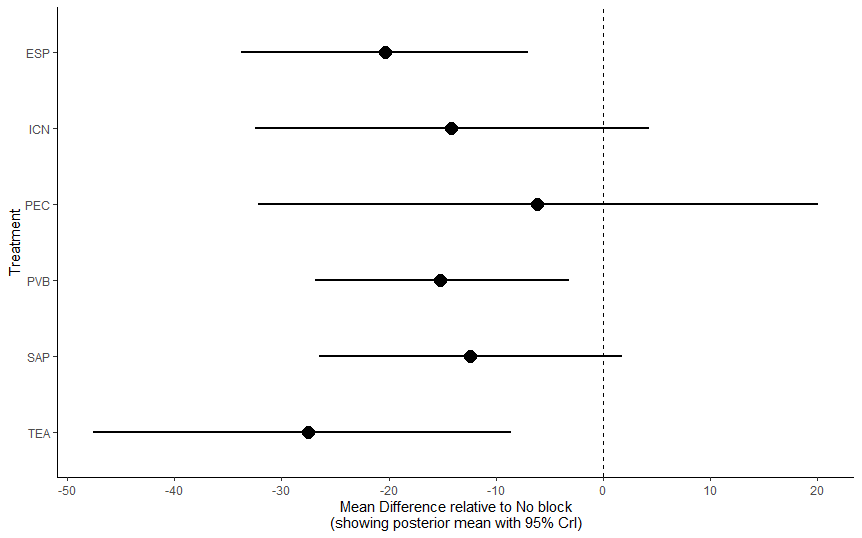 ESP
ICN
PEC
PVB
SAP
TEA
Treatment
-50 -40 -30 -20 -10 0 10 20
Mean Difference relative to No block
(showing posterior mean with 95% CrI)